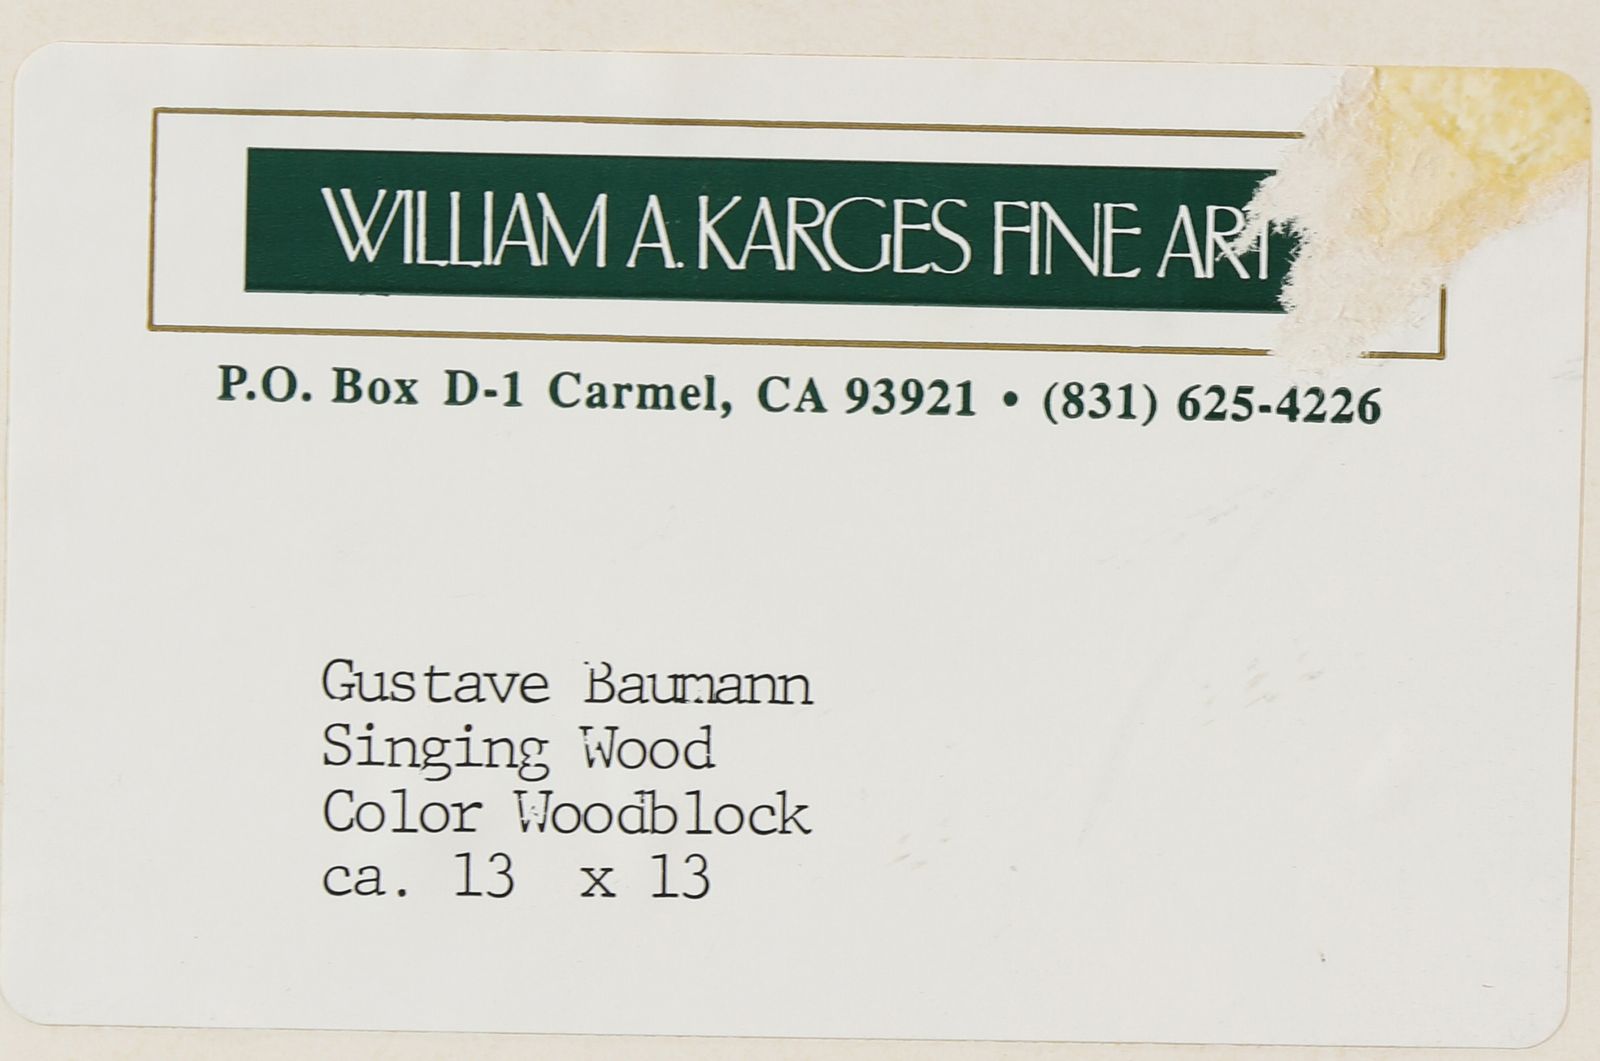 WILLIAM A. KARGES FINE ART
P.O. Box D-1 Carmel, CA 93921 • (831) 625-4226
Gustave Baumann
Singing Wood
Color Woodblock
ca. 13 x 13